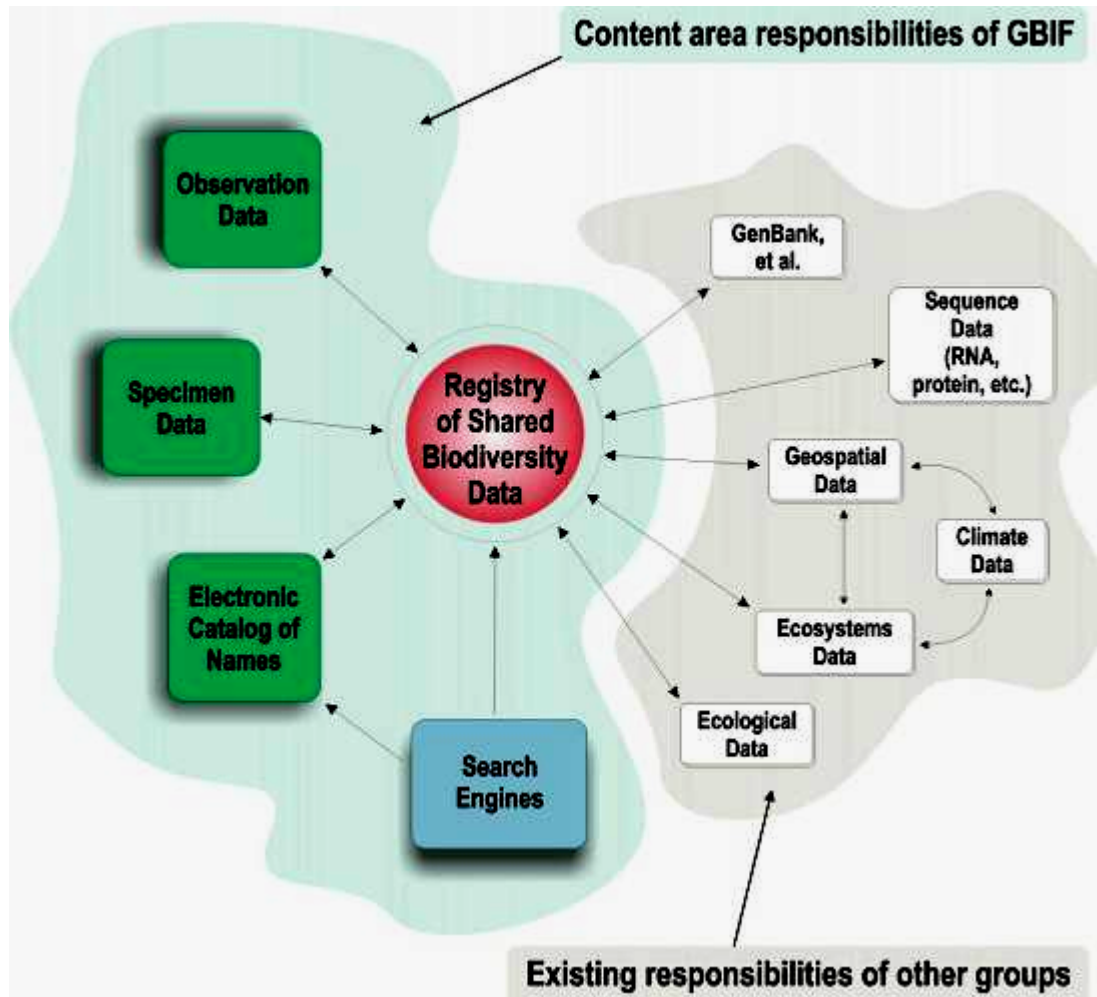 Content area responsibilities of GBIF
Observation
Data
Specimen
Data
Electronic
Catalog of
Names
Search
Engines
Registry
of Shared
Biodiversity
Data
GenBank,
et al.
Sequence
Data
(RNA,
protein, etc.)
Geospatial
Data
Climate
Data
Ecosystems
Data
Ecological
Data
Existing responsibilities of other groups